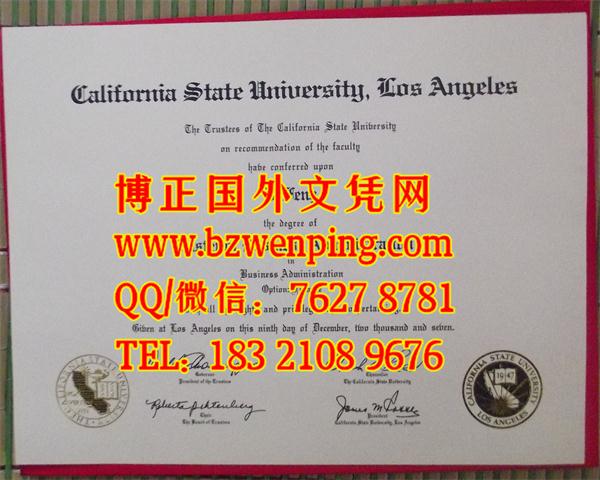 California State University, Los Angeles
The Trustees of The California State University
on recommendation of the faculty
have conferred upon
博正国外文凭网
the degree of
www.bzwenping.com
in
Business Administration
QQ/微信：7627 8781
Given at Los Angeles on this ninth day of December, two thousand and seven.
TEL：183 2108 9676
Governor
President of the Trustees
Chancellor
The California State University
Chair
The Board of Trustees
President
California State University, Los Angeles
CALIFORNIA STATE UNIVERSITY
1947
LOS ANGELES